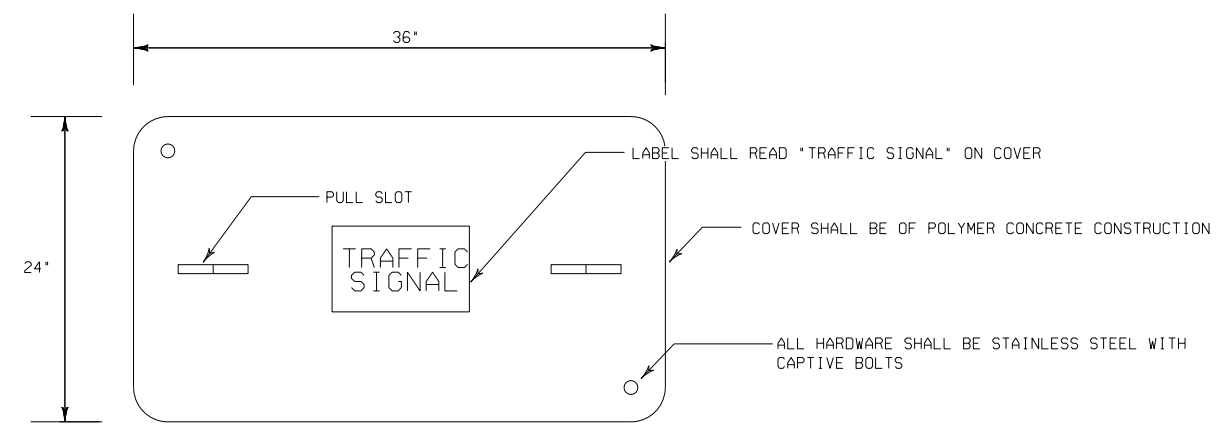 36"
LABEL SHALL READ "TRAFFIC SIGNAL" ON COVER
PULL SLOT
COVER SHALL BE OF POLYMER CONCRETE CONSTRUCTION
TRAFFIC
SIGNAL
24"
ALL HARDWARE SHALL BE STAINLESS STEEL WITH
CAPTIVE BOLTS